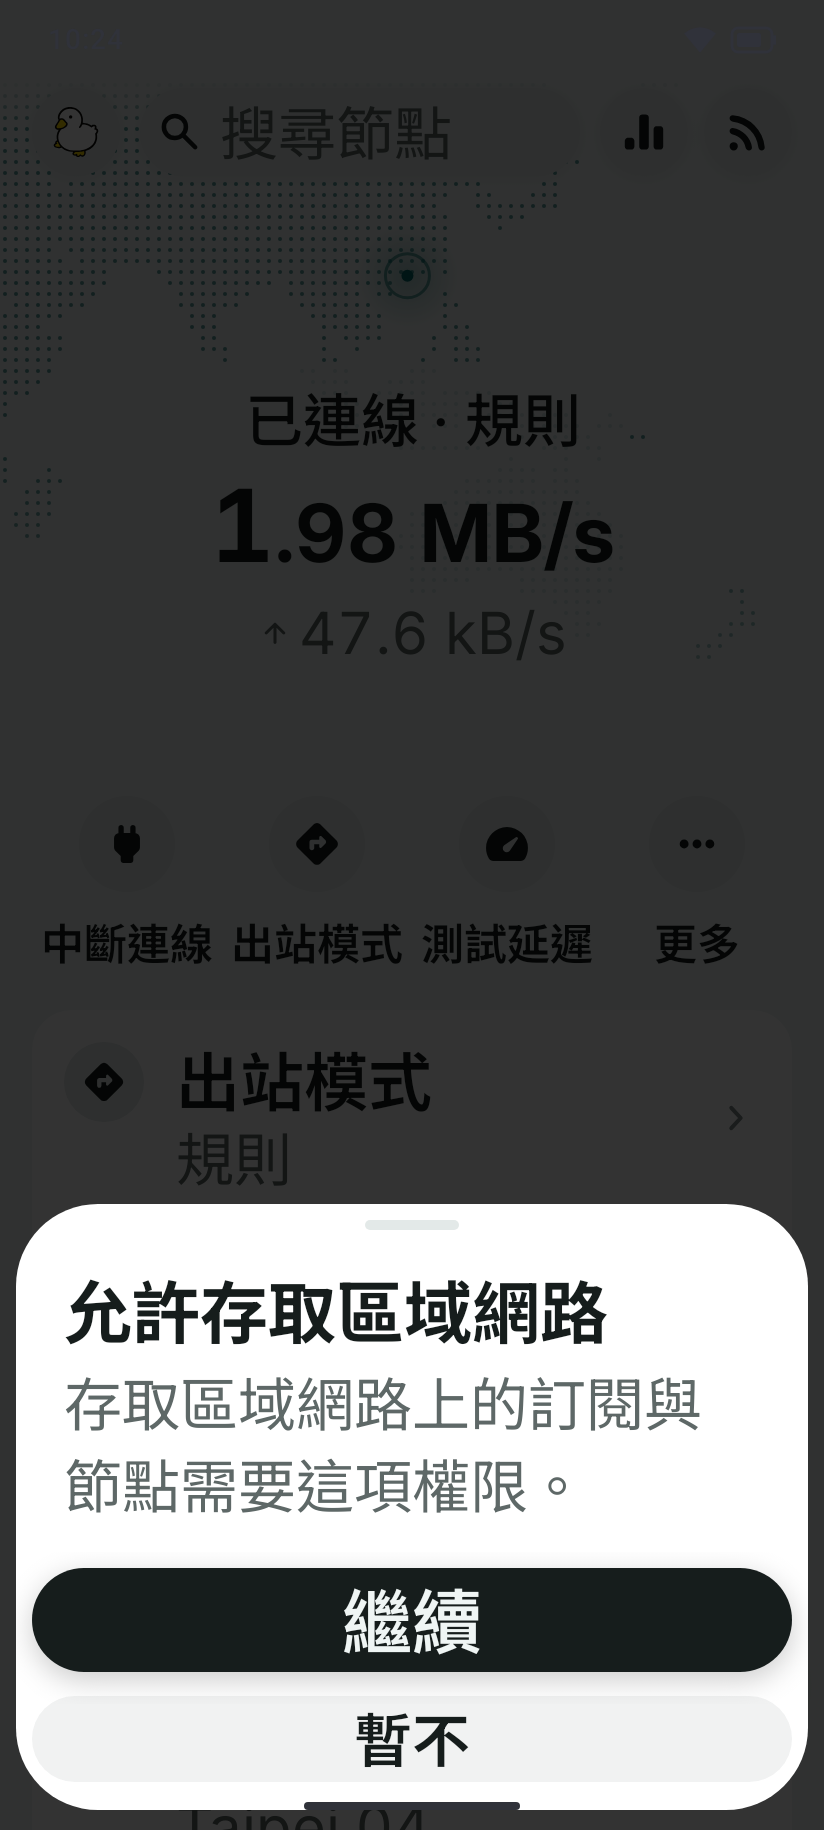 搜尋節點
已連線 · 規則
1.98 MB/s
↑ 47.6 kB/s
中斷連線 出站模式 測試延遲 更多
出站模式
規則
允許存取區域網路
存取區域網路上的訂閱與
節點需要這項權限。
繼續
暫不
Taipei 04